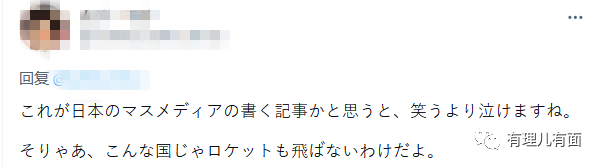 回复 @
これが日本のマスメディアの書く記事かと思うと、笑うより泣けますね。
そりゃあ、こんな国じゃロケットも飛ばないわけだよ。
有理儿有面